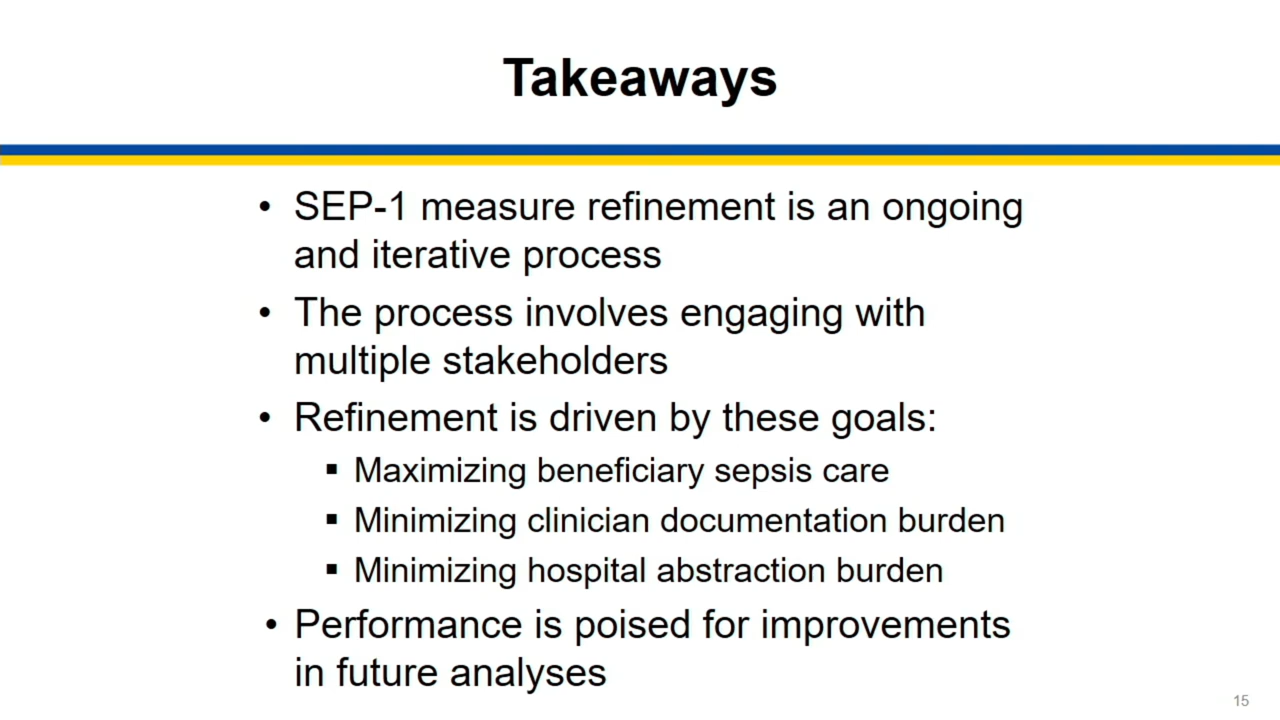 Takeaways
• SEP-1 measure refinement is an ongoing
and iterative process
• The process involves engaging with
multiple stakeholders
• Refinement is driven by these goals:
▪ Maximizing beneficiary sepsis care
▪ Minimizing clinician documentation burden
▪ Minimizing hospital abstraction burden
• Performance is poised for improvements
in future analyses
15